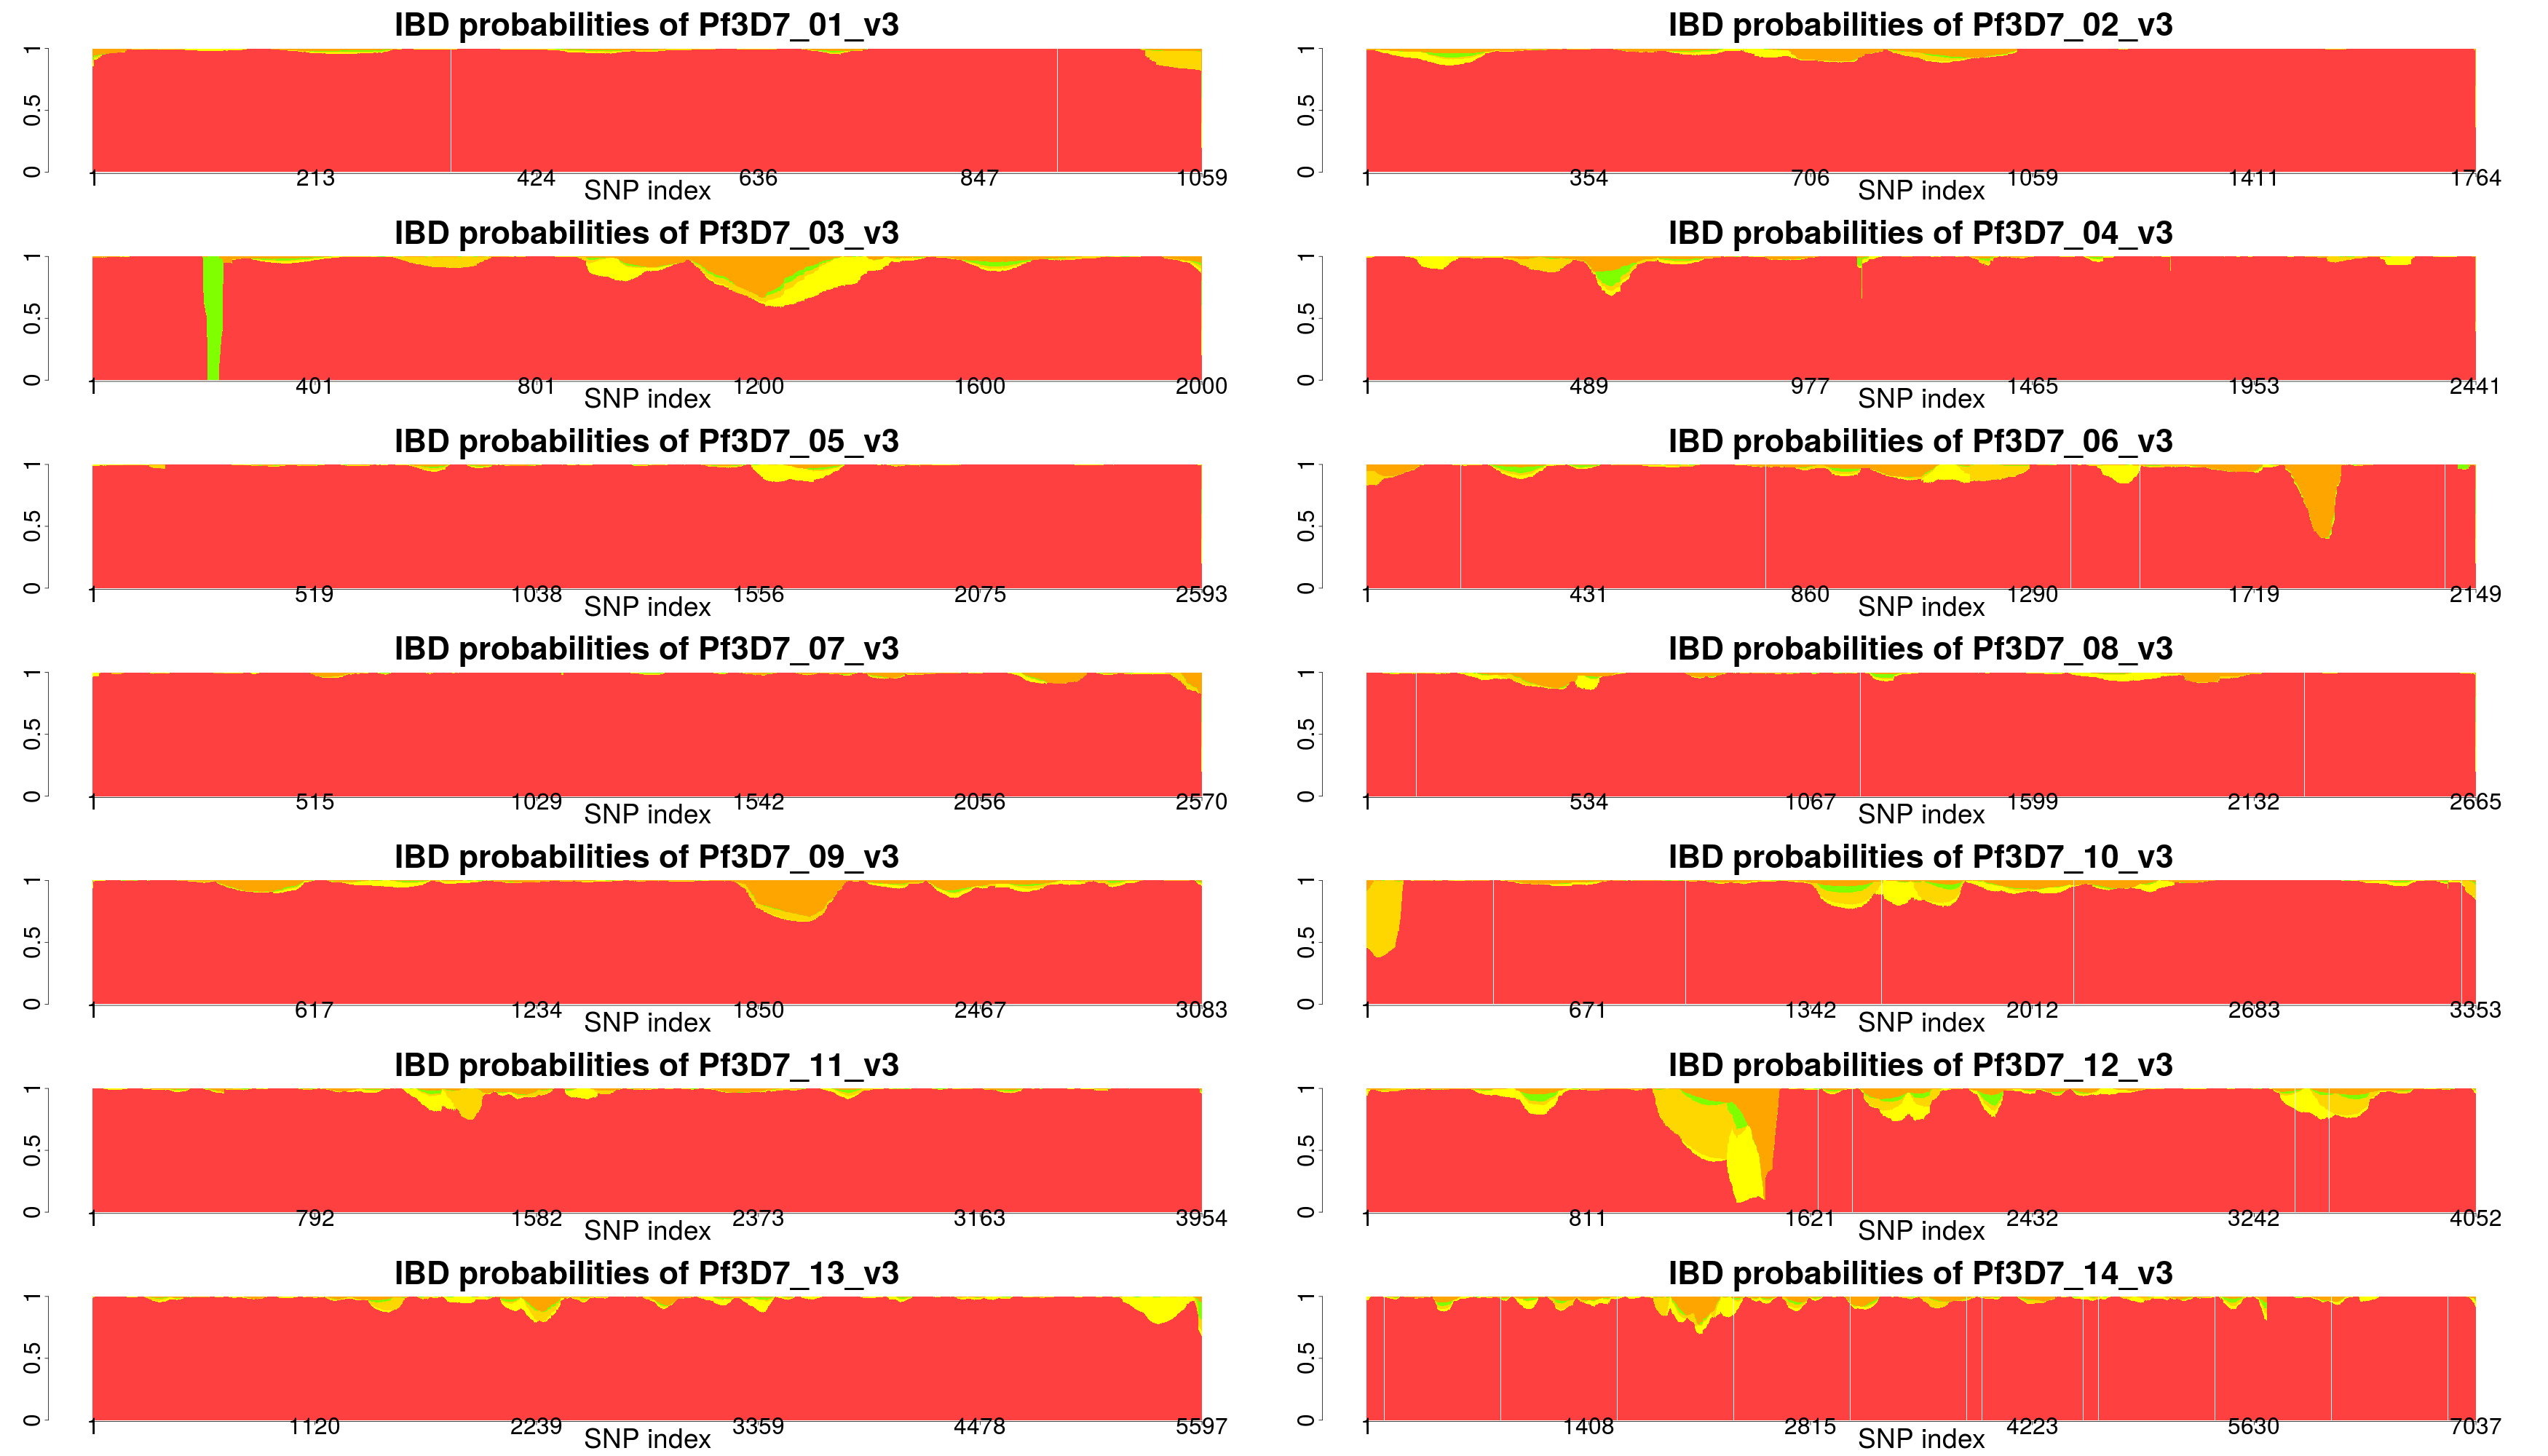 IBD probabilities of Pf3D7_01_v3
0 0.5 1
1 213 424 636 847 1059
SNP index
IBD probabilities of Pf3D7_02_v3
0 0.5 1
1 354 706 1059 1411 1764
SNP index
IBD probabilities of Pf3D7_03_v3
0 0.5 1
1 401 801 1200 1600 2000
SNP index
IBD probabilities of Pf3D7_04_v3
0 0.5 1
1 489 977 1465 1953 2441
SNP index
IBD probabilities of Pf3D7_05_v3
0 0.5 1
1 519 1038 1556 2075 2593
SNP index
IBD probabilities of Pf3D7_06_v3
0 0.5 1
1 431 860 1290 1719 2149
SNP index
IBD probabilities of Pf3D7_07_v3
0 0.5 1
1 515 1029 1542 2056 2570
SNP index
IBD probabilities of Pf3D7_08_v3
0 0.5 1
1 534 1067 1599 2132 2665
SNP index
IBD probabilities of Pf3D7_09_v3
0 0.5 1
1 617 1234 1850 2467 3083
SNP index
IBD probabilities of Pf3D7_10_v3
0 0.5 1
1 671 1342 2012 2683 3353
SNP index
IBD probabilities of Pf3D7_11_v3
0 0.5 1
1 792 1582 2373 3163 3954
SNP index
IBD probabilities of Pf3D7_12_v3
0 0.5 1
1 811 1621 2432 3242 4052
SNP index
IBD probabilities of Pf3D7_13_v3
0 0.5 1
1 1120 2239 3359 4478 5597
SNP index
IBD probabilities of Pf3D7_14_v3
0 0.5 1
1 1408 2815 4223 5630 7037
SNP index